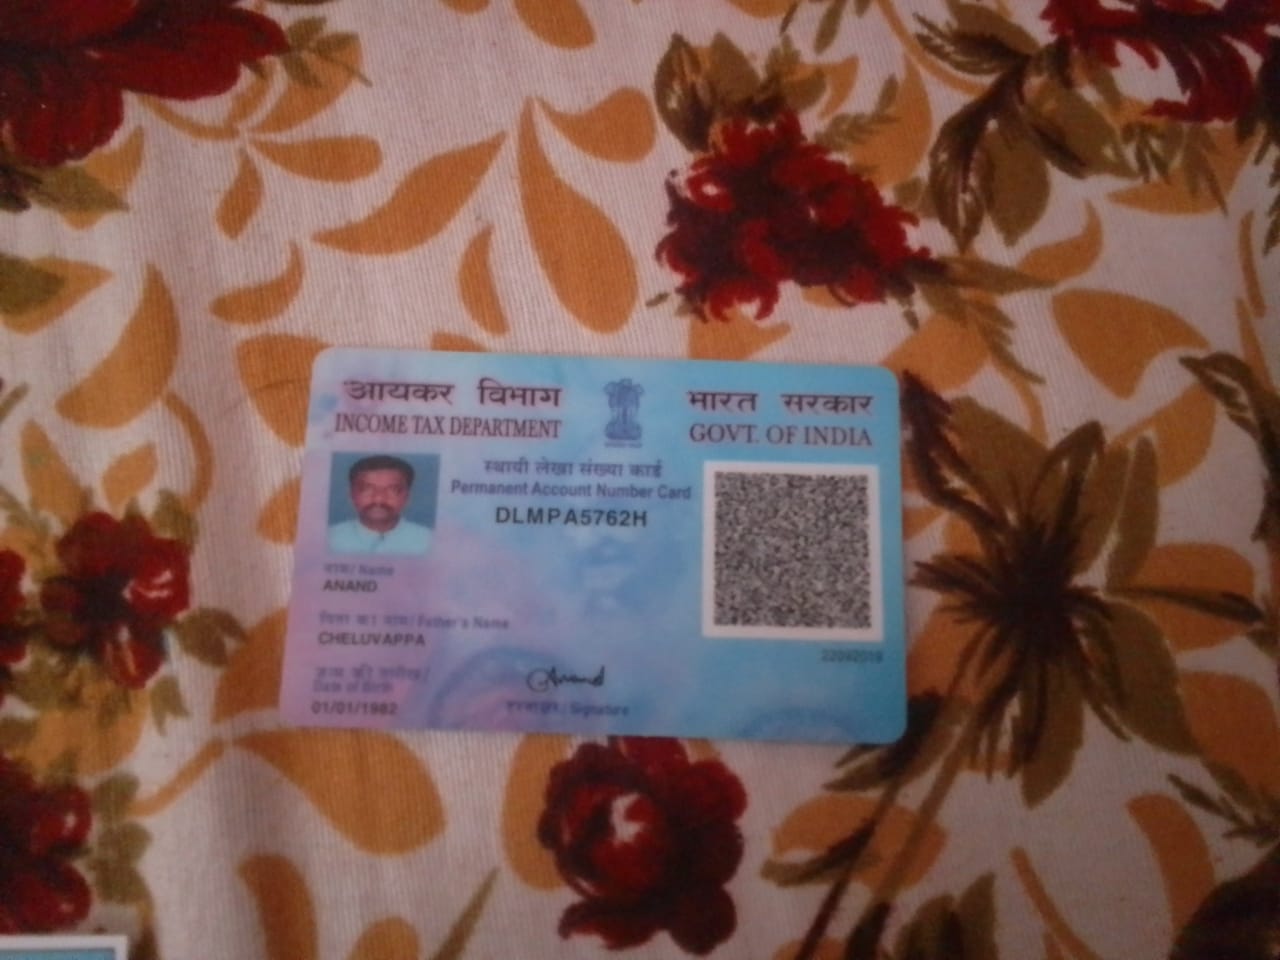 आयकर विभाग
INCOME TAX DEPARTMENT
भारत सरकार
GOVT. OF INDIA
स्थायी लेखा संख्या कार्ड
Permanent Account Number Card
DLMPA5762H
नाम / Name
ANAND
पिता का नाम / Father's Name
CHELUVAPPA
जन्म की तारीख /
Date of Birth
01/01/1982
Anand
हस्ताक्षर / Signature
22092019